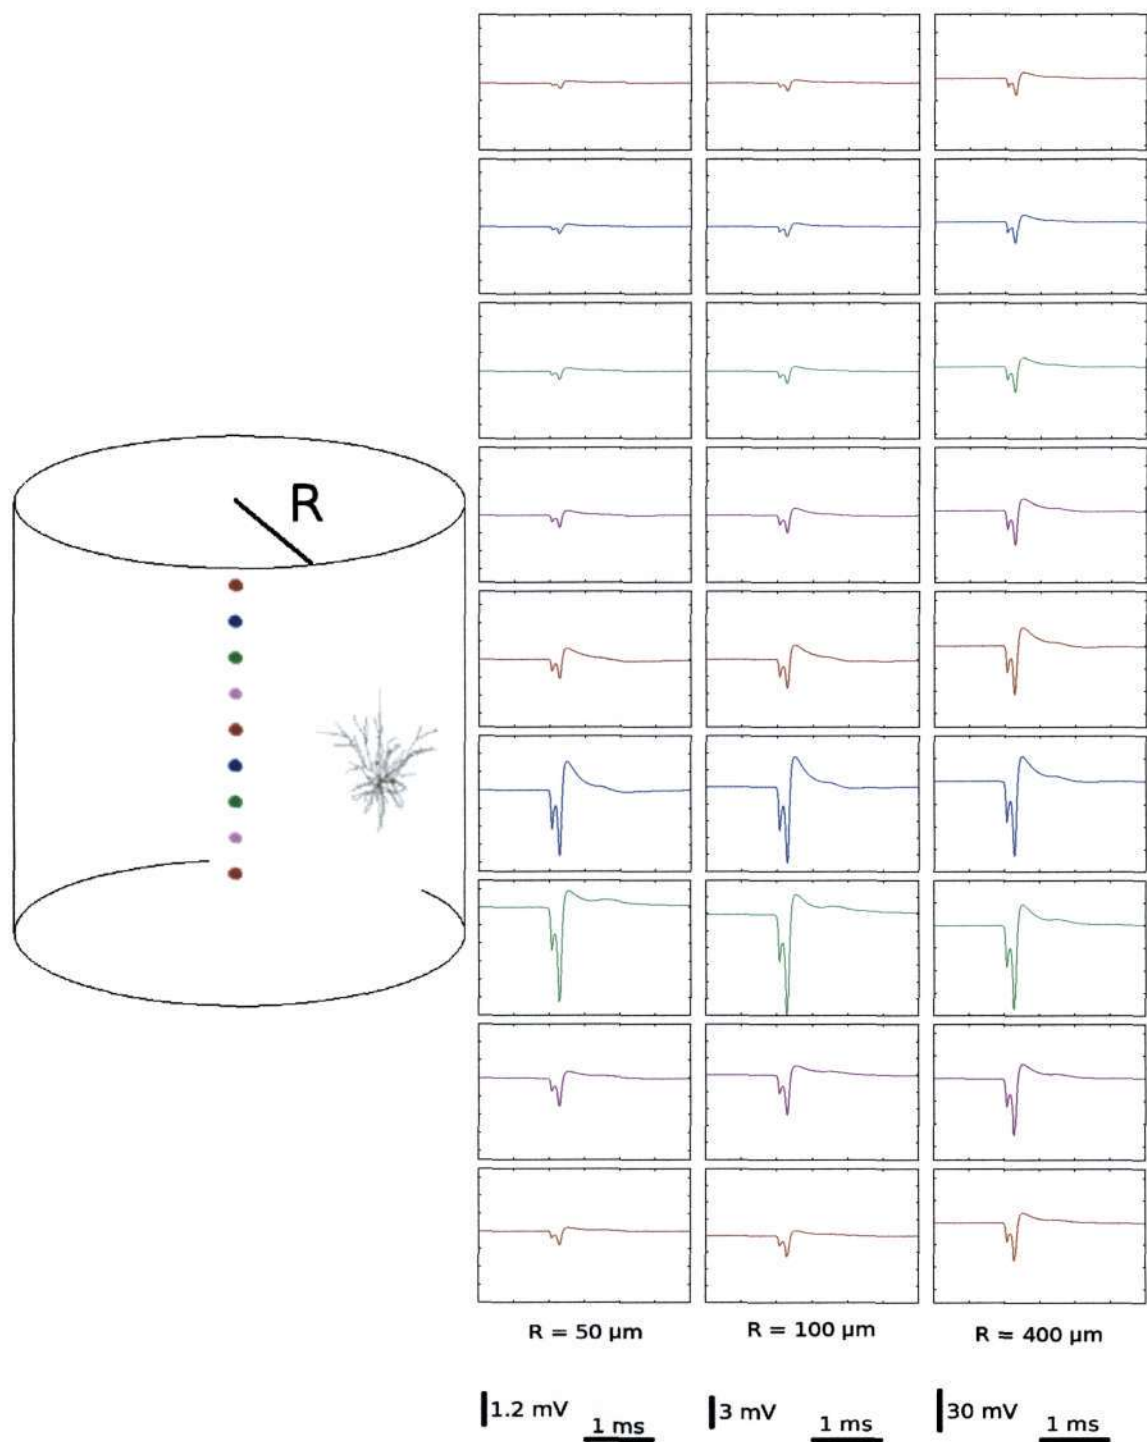 R
R = 50 μm
R = 100 μm
R = 400 μm
1.2 mV
1 ms
3 mV
1 ms
30 mV
1 ms